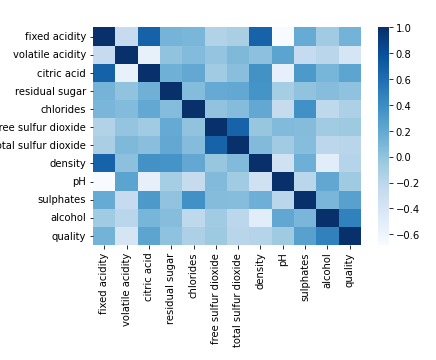 fixed acidity
volatile acidity
citric acid
residual sugar
chlorides
ree sulfur dioxide
otal sulfur dioxide
density
pH
sulphates
alcohol
quality
fixed acidity
volatile acidity
citric acid
residual sugar
chlorides
free sulfur dioxide
total sulfur dioxide
density
pH
sulphates
alcohol
quality
1.0
0.8
0.6
0.4
0.2
0.0
−0.2
−0.4
−0.6